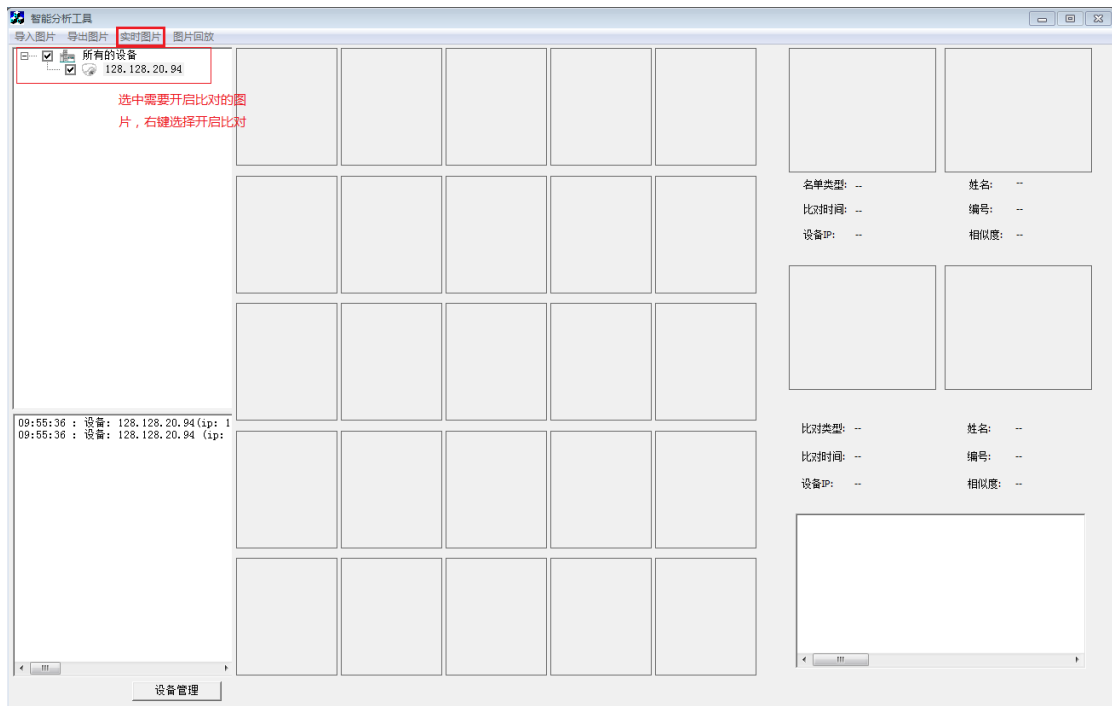 智能分析工具
导入图片 导出图片 实时图片 图片回放
所有的设备
128.128.20.94
选中需要开启比对的图
片，右键选择开启比对
名单类型: -- 姓名: --
比对时间: -- 编号: --
设备IP: -- 相似度: --
09:55:36 : 设备: 128.128.20.94(ip: 1
09:55:36 : 设备: 128.128.20.94 (ip:
比对类型: -- 姓名: --
比对时间: -- 编号: --
设备IP: -- 相似度: --
设备管理